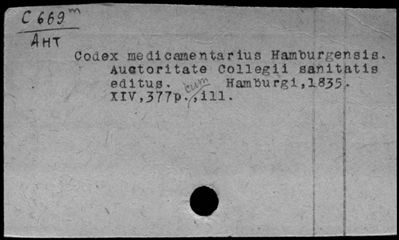 C 669 m
Ант
Codex medicamentarius Hamburgensis.
Auctoritate Collegii sanitatis
editus. Hamburgi,1835.
cum
XIV,377p.,ill.